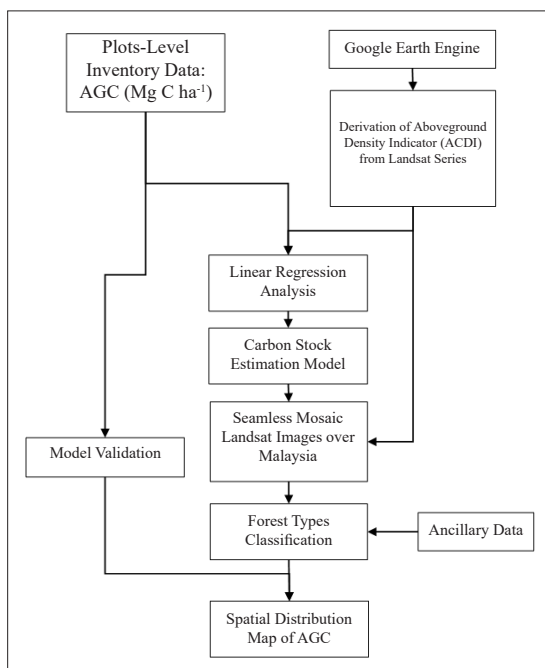 Plots-Level
Inventory Data:
AGC (Mg C ha⁻¹)
Google Earth Engine
Derivation of Aboveground
Density Indicator (ACDI)
from Landsat Series
Linear Regression
Analysis
Carbon Stock
Estimation Model
Seamless Mosaic
Landsat Images over
Malaysia
Model Validation
Forest Types
Classification
Ancillary Data
Spatial Distribution
Map of AGC